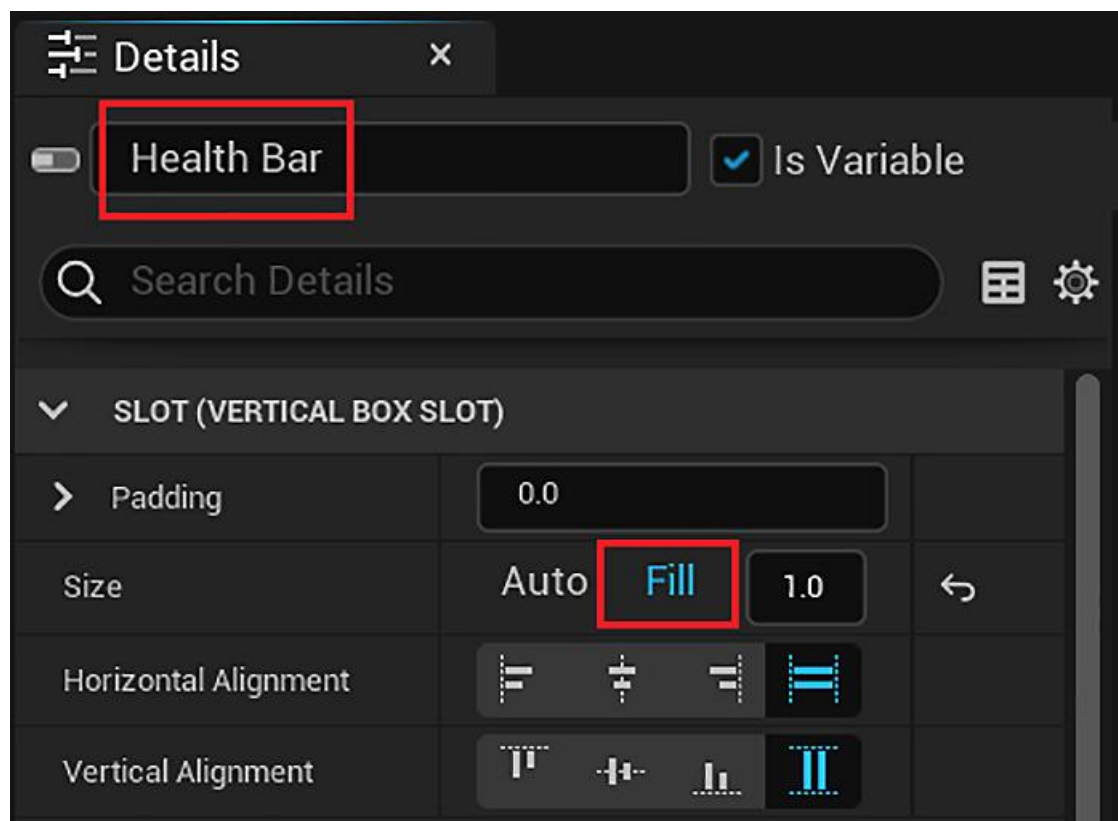 Details
Health Bar
Is Variable
Search Details
SLOT (VERTICAL BOX SLOT)
Padding
0.0
Size
Auto
Fill
1.0
Horizontal Alignment
Vertical Alignment